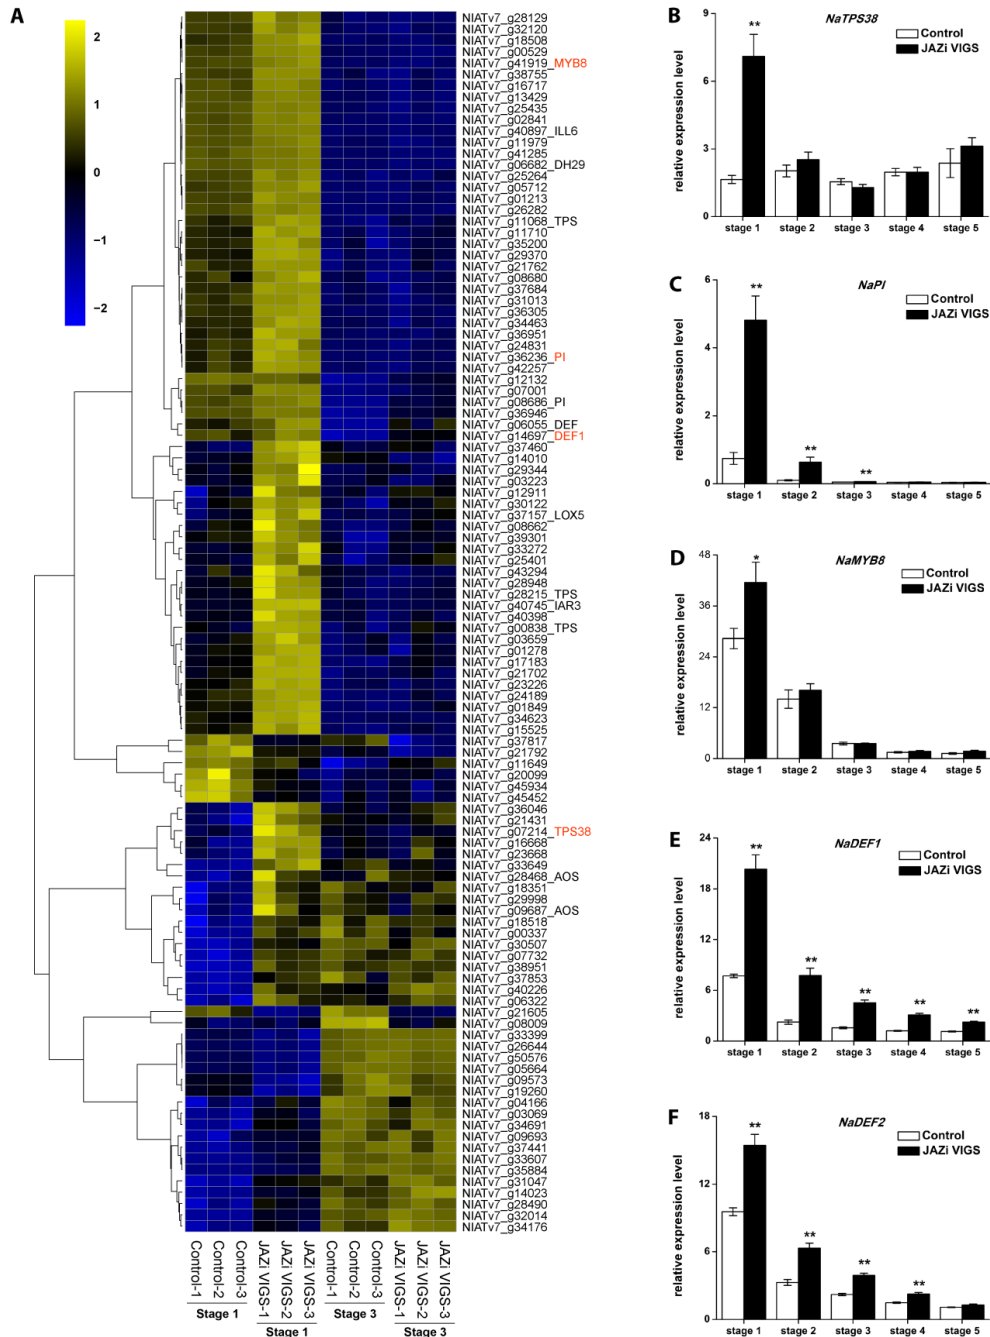 A
2
1
0
−1
−2
NIATv7_g28129
NIATv7_g32120
NIATv7_g18508
NIATv7_g00529
NIATv7_g41919_MYB8
NIATv7_g38755
NIATv7_g16717
NIATv7_g13429
NIATv7_g25435
NIATv7_g02841
NIATv7_g40897_ILL6
NIATv7_g11979
NIATv7_g41285
NIATv7_g06682_DH29
NIATv7_g25264
NIATv7_g05712
NIATv7_g01213
NIATv7_g26282
NIATv7_g11068_TPS
NIATv7_g11710
NIATv7_g35200
NIATv7_g29370
NIATv7_g21762
NIATv7_g08680
NIATv7_g37684
NIATv7_g31013
NIATv7_g36305
NIATv7_g34463
NIATv7_g36951
NIATv7_g24831
NIATv7_g36236_PI
NIATv7_g42257
NIATv7_g12132
NIATv7_g07001
NIATv7_g08686_PI
NIATv7_g36946
NIATv7_g06055_DEF
NIATv7_g14697_DEF1
NIATv7_g37460
NIATv7_g14010
NIATv7_g29344
NIATv7_g03223
NIATv7_g12911
NIATv7_g30122
NIATv7_g37157_LOX5
NIATv7_g08662
NIATv7_g39301
NIATv7_g33272
NIATv7_g25401
NIATv7_g43294
NIATv7_g28948
NIATv7_g28215_TPS
NIATv7_g40745_IAR3
NIATv7_g40398
NIATv7_g00838_TPS
NIATv7_g03659
NIATv7_g01278
NIATv7_g17183
NIATv7_g21702
NIATv7_g23226
NIATv7_g24189
NIATv7_g01849
NIATv7_g34623
NIATv7_g15525
NIATv7_g37817
NIATv7_g21792
NIATv7_g11649
NIATv7_g20099
NIATv7_g45934
NIATv7_g45452
NIATv7_g36046
NIATv7_g21431
NIATv7_g07214_TPS38
NIATv7_g16668
NIATv7_g23668
NIATv7_g33649
NIATv7_g28468_AOS
NIATv7_g18351
NIATv7_g29998
NIATv7_g09687_AOS
NIATv7_g18518
NIATv7_g00337
NIATv7_g30507
NIATv7_g07732
NIATv7_g38951
NIATv7_g37853
NIATv7_g40226
NIATv7_g06322
NIATv7_g21605
NIATv7_g08009
NIATv7_g33399
NIATv7_g26644
NIATv7_g50576
NIATv7_g05664
NIATv7_g09573
NIATv7_g19260
NIATv7_g04166
NIATv7_g03069
NIATv7_g34691
NIATv7_g09693
NIATv7_g37441
NIATv7_g33607
NIATv7_g35884
NIATv7_g31047
NIATv7_g14023
NIATv7_g28490
NIATv7_g32014
NIATv7_g34176
Control-1
Control-2
Control-3
JAZi VIGS-1
JAZi VIGS-2
JAZi VIGS-3
Control-1
Control-2
Control-3
JAZi VIGS-1
JAZi VIGS-2
JAZi VIGS-3
Stage 1
Stage 1
Stage 3
Stage 3
B
NaTPS38
Control
JAZi VIGS
relative expression level
9
6
3
0
**
stage 1 stage 2 stage 3 stage 4 stage 5
C
NaPI
Control
JAZi VIGS
relative expression level
6
4
2
0
** ** **
stage 1 stage 2 stage 3 stage 4 stage 5
D
NaMYB8
Control
JAZi VIGS
relative expression level
48
36
24
12
0
*
stage 1 stage 2 stage 3 stage 4 stage 5
E
NaDEF1
Control
JAZi VIGS
relative expression level
24
18
12
6
0
** ** ** ** **
stage 1 stage 2 stage 3 stage 4 stage 5
F
NaDEF2
Control
JAZi VIGS
relative expression level
18
12
6
0
** ** ** **
stage 1 stage 2 stage 3 stage 4 stage 5